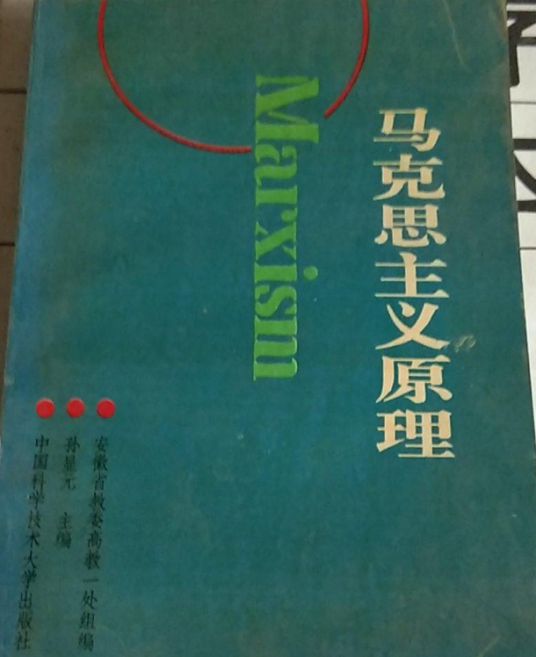 马克思主义原理
Marxism
安徽省教委高教一处组编
孙显元 主编
中国科学技术大学出版社